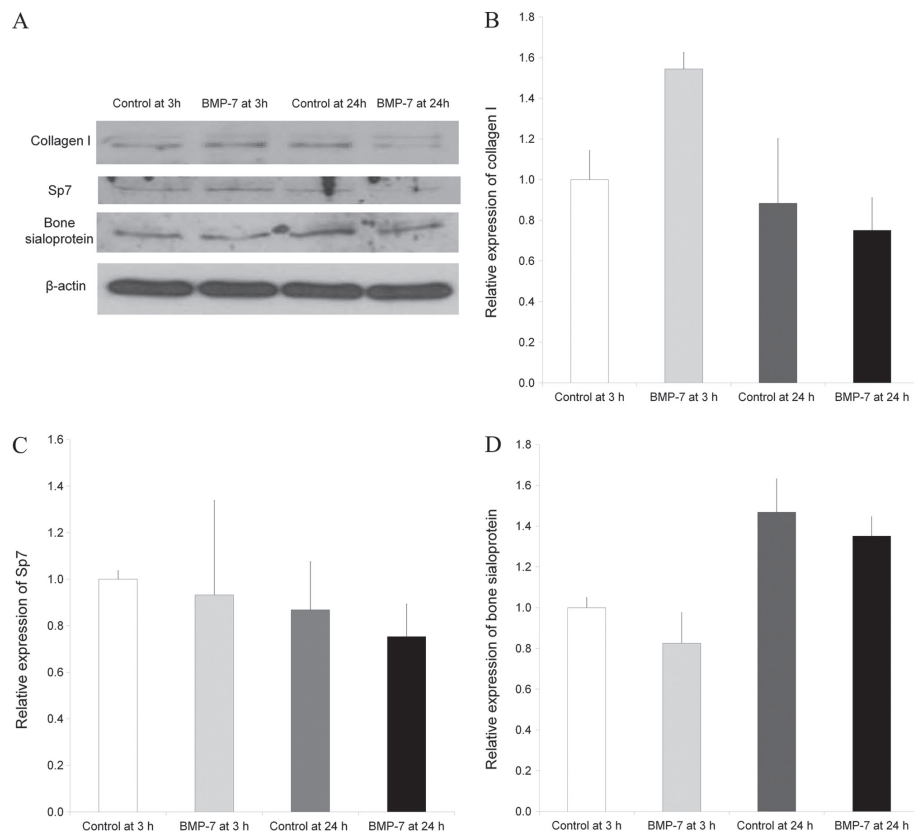 A
Control at 3h BMP-7 at 3h Control at 24h BMP-7 at 24h
Collagen I
Sp7
Bone
sialoprotein
β-actin
B
Relative expression of collagen I
1.8
1.6
1.4
1.2
1.0
0.8
0.6
0.4
0.2
0.0
Control at 3 h BMP-7 at 3 h Control at 24 h BMP-7 at 24 h
C
Relative expression of Sp7
1.6
1.4
1.2
1.0
0.8
0.6
0.4
0.2
0.0
Control at 3 h BMP-7 at 3 h Control at 24 h BMP-7 at 24 h
D
Relative expression of bone sialoprotein
1.8
1.6
1.4
1.2
1.0
0.8
0.6
0.4
0.2
0.0
Control at 3 h BMP-7 at 3 h Control at 24 h BMP-7 at 24 h